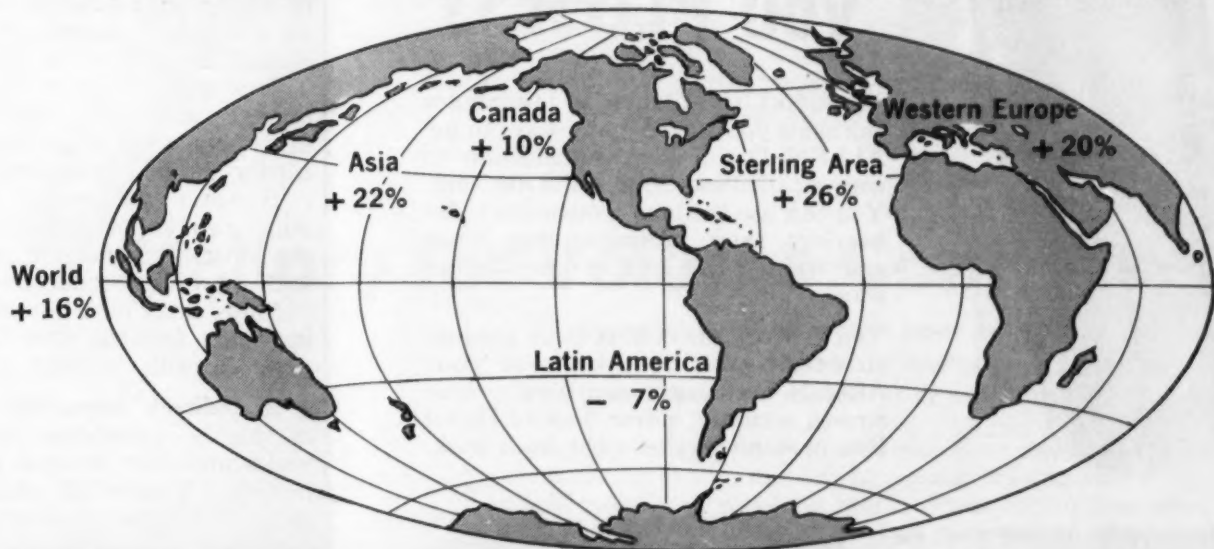 Canada
+ 10%
Western Europe
+ 20%
Asia
+ 22%
Sterling Area
+ 26%
World
+ 16%
Latin America
7%